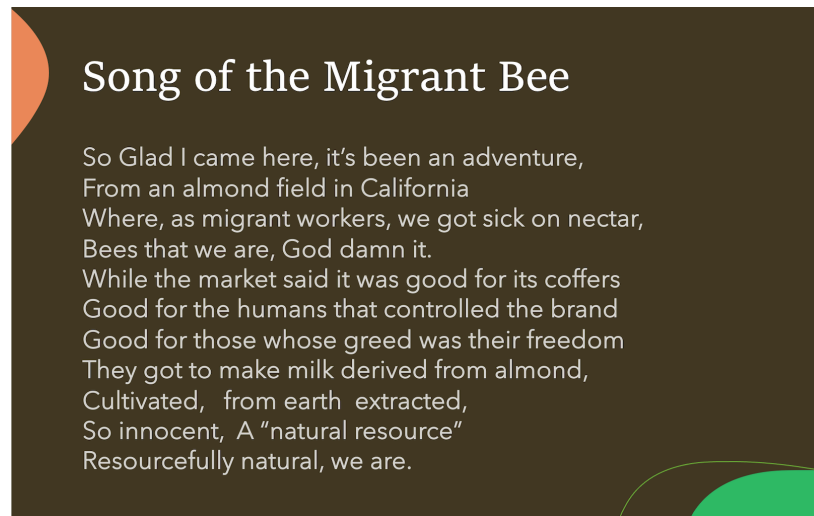 Song of the Migrant Bee
So Glad I came here, it’s been an adventure,
From an almond field in California
Where, as migrant workers, we got sick on nectar,
Bees that we are, God damn it.
While the market said it was good for its coffers
Good for the humans that controlled the brand
Good for those whose greed was their freedom
They got to make milk derived from almond,
Cultivated,   from earth  extracted,
So innocent,  A “natural resource”
Resourcefully natural, we are.